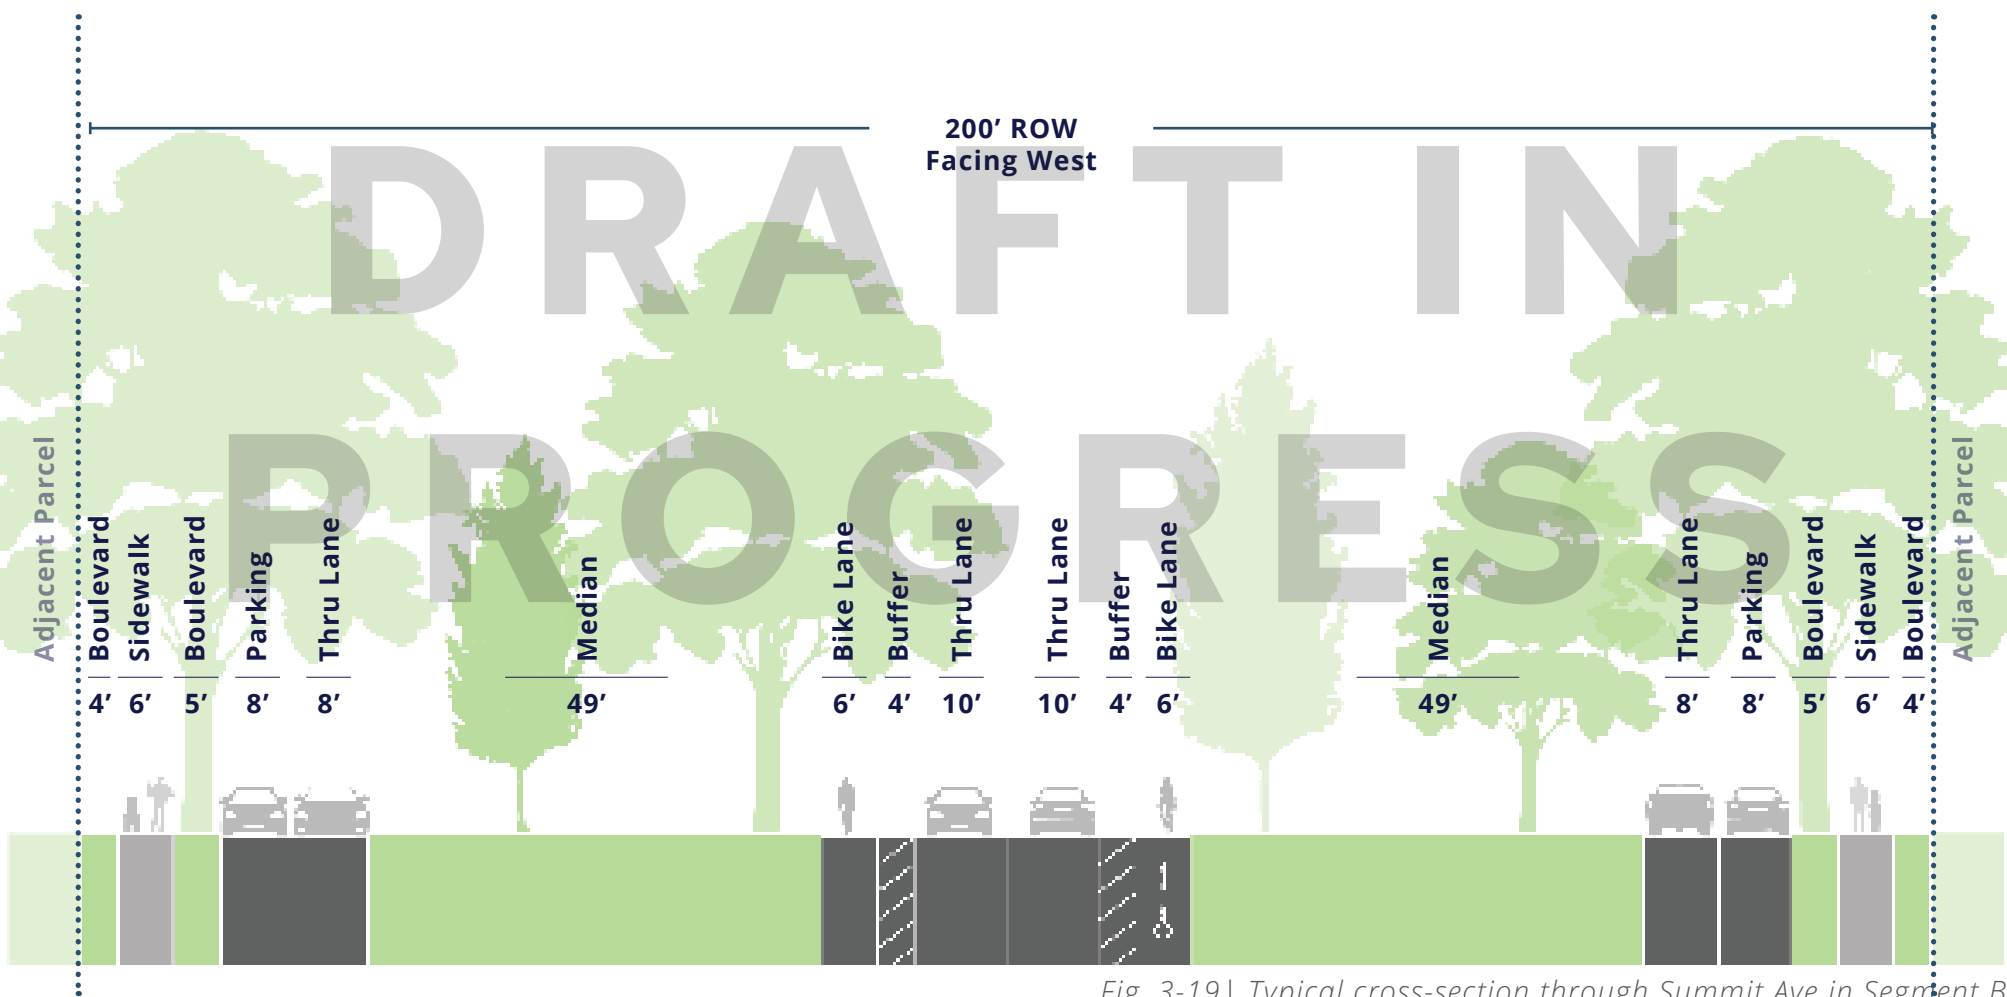 200’ ROW
Facing West
DRAFT IN
PROGRESS
Adjacent Parcel
Boulevard
Sidewalk
Boulevard
Parking
Thru Lane
Median
Bike Lane
Buffer
Thru Lane
Thru Lane
Buffer
Bike Lane
Median
Thru Lane
Parking
Boulevard
Sidewalk
Boulevard
Adjacent Parcel
4’ 6’ 5’ 8’ 8’ 49’ 6’ 4’ 10’ 10’ 4’ 6’ 49’ 8’ 8’ 5’ 6’ 4’
Fig. 3-19| Typical cross-section through Summit Ave in Segment B